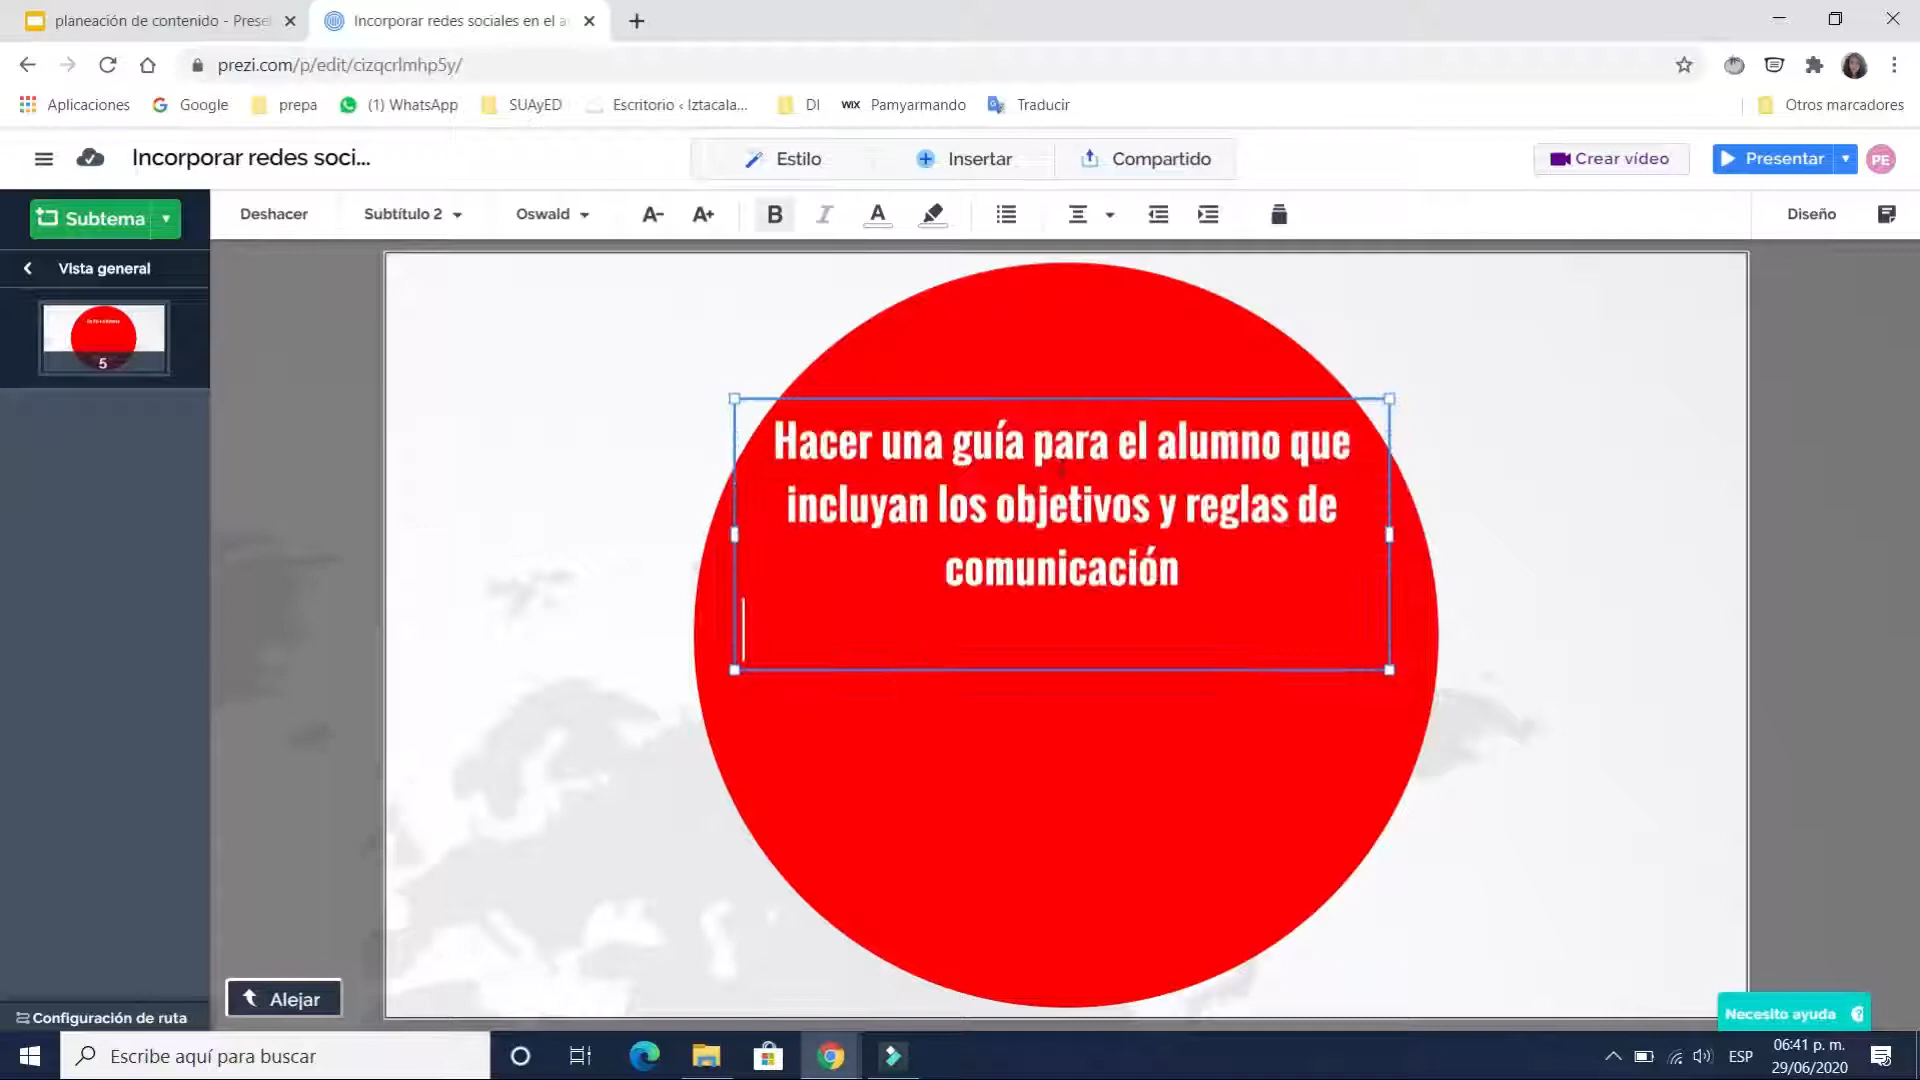 planeación de contenido - Prese
Incorporar redes sociales en el a
prezi.com/p/edit/cizqcrlmhp5y/
Aplicaciones
Google
prepa
(1) WhatsApp
SUAyED
Escritorio ‹ Iztacala...
DI
WIX
Pamyarmando
Traducir
Otros marcadores
Incorporar redes soci...
Estilo
Insertar
Compartido
Crear vídeo
Presentar
PE
Subtema
Deshacer
Subtítulo 2
Oswald
A-
A+
B
I
A
Diseño
Vista general
5
Hacer una guía para el alumno que
incluyan los objetivos y reglas de
comunicación
Alejar
Configuración de ruta
Necesito ayuda
Escribe aquí para buscar
ESP
06:41 p. m.
29/06/2020